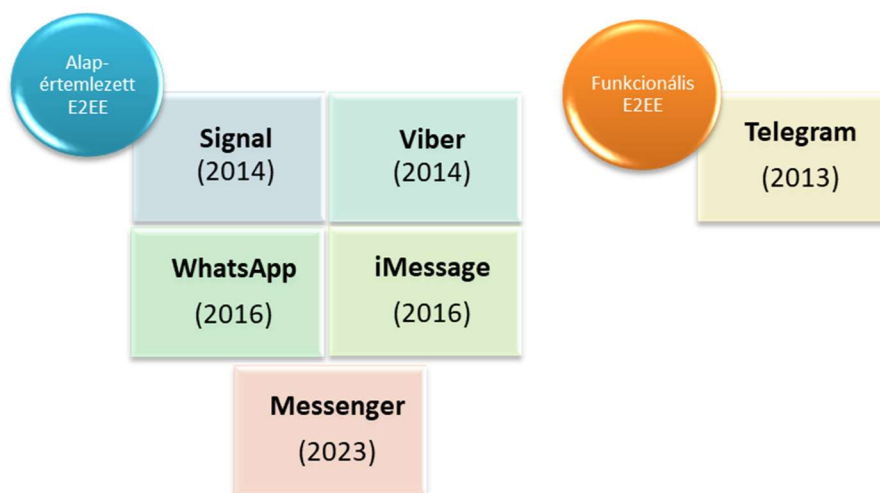 Alap-
értemlezett
E2EE
Signal
(2014)
Viber
(2014)
WhatsApp
(2016)
iMessage
(2016)
Messenger
(2023)
Funkcionális
E2EE
Telegram
(2013)